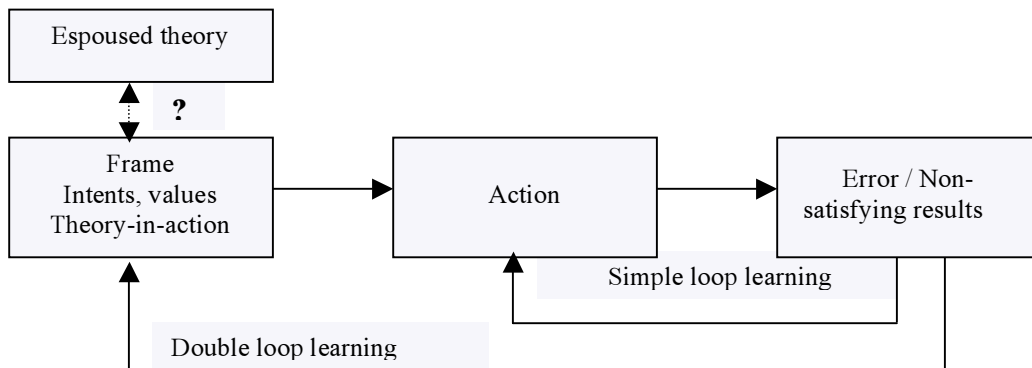 Espoused theory
?
Frame
Intents, values
Theory-in-action
Action
Error / Non-
satisfying results
Simple loop learning
Double loop learning